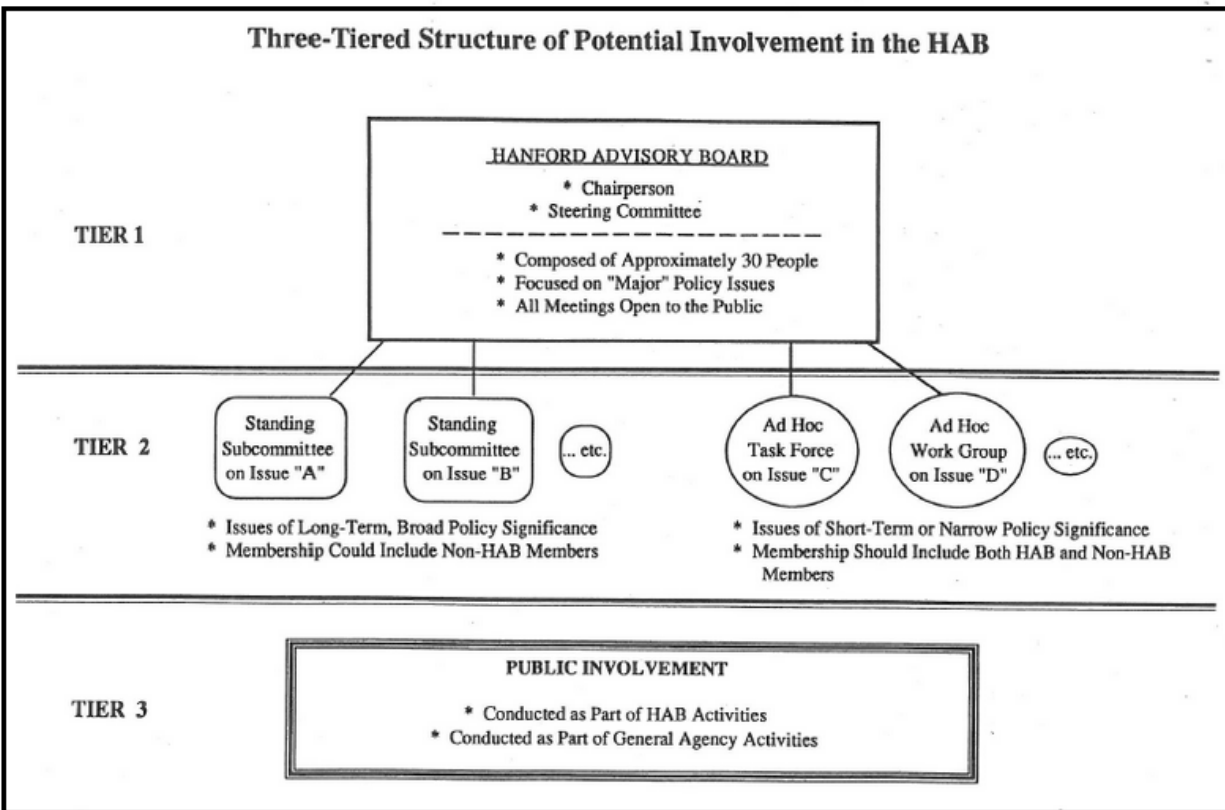 Three-Tiered Structure of Potential Involvement in the HAB
TIER 1
HANFORD ADVISORY BOARD
* Chairperson
* Steering Committee
* Composed of Approximately 30 People
* Focused on "Major" Policy Issues
* All Meetings Open to the Public
TIER 2
Standing
Subcommittee
on Issue "A"
Standing
Subcommittee
on Issue "B"
... etc.
Ad Hoc
Task Force
on Issue "C"
Ad Hoc
Work Group
on Issue "D"
... etc.
* Issues of Long-Term, Broad Policy Significance
* Membership Could Include Non-HAB Members
* Issues of Short-Term or Narrow Policy Significance
* Membership Should Include Both HAB and Non-HAB
Members
TIER 3
PUBLIC INVOLVEMENT
* Conducted as Part of HAB Activities
* Conducted as Part of General Agency Activities